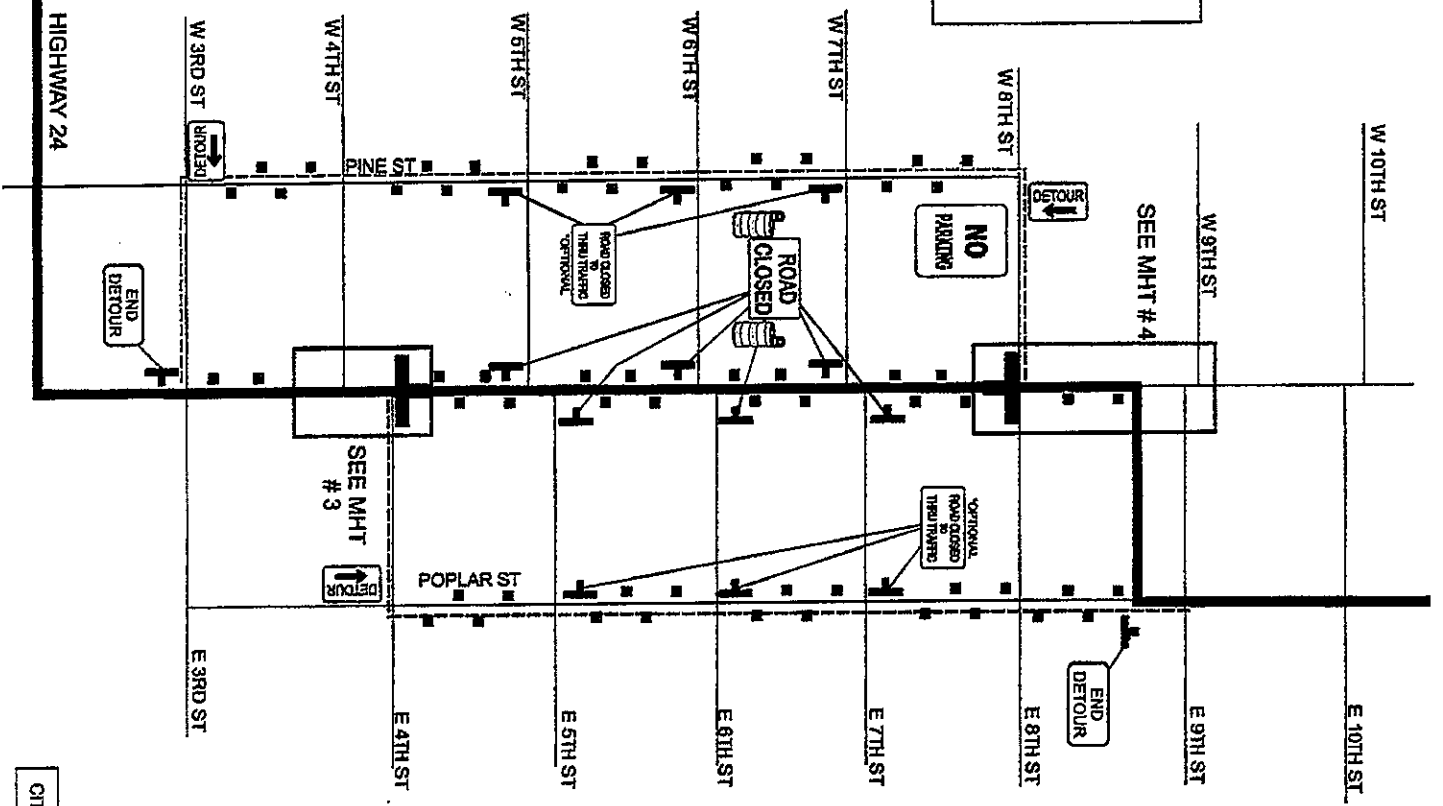 HIGHWAY 24
W 3RD ST
W 4TH ST
W 5TH ST
W 6TH ST
W 7TH ST
W 8TH ST
W 9TH ST
W 10TH ST
DETOUR
PINE ST
DETOUR
SEE MHT #4
NO
PARKING
ROAD
CLOSED
ROAD CLOSED
TO
THRU TRAFFIC
*OPTIONAL*
END
DETOUR
SEE MHT
#3
DETOUR
POPLAR ST
*OPTIONAL*
ROAD CLOSED
TO
THRU TRAFFIC
END
DETOUR
E 3RD ST
E 4TH ST
E 5TH ST
E 6TH ST
E 7TH ST
E 8TH ST
E 9TH ST
E 10TH ST